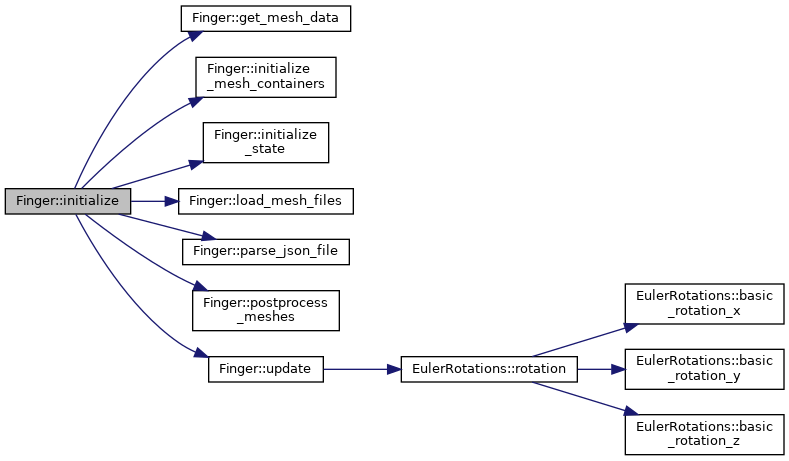 Finger::initialize
Finger::get_mesh_data
Finger::initialize
_mesh_containers
Finger::initialize
_state
Finger::load_mesh_files
Finger::parse_json_file
Finger::postprocess
_meshes
Finger::update
EulerRotations::rotation
EulerRotations::basic
_rotation_x
EulerRotations::basic
_rotation_y
EulerRotations::basic
_rotation_z